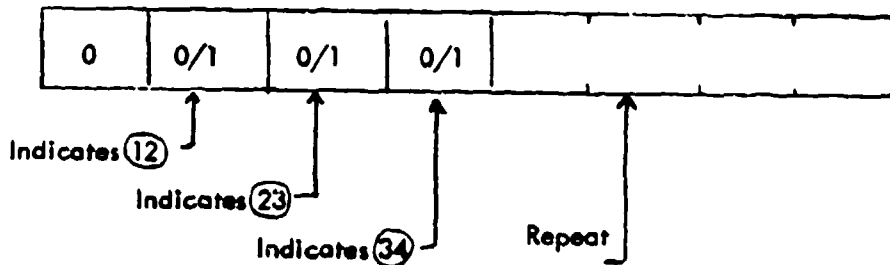 0 0/1 0/1 0/1
Indicates 12
Indicates 23
Indicates 34
Repeat